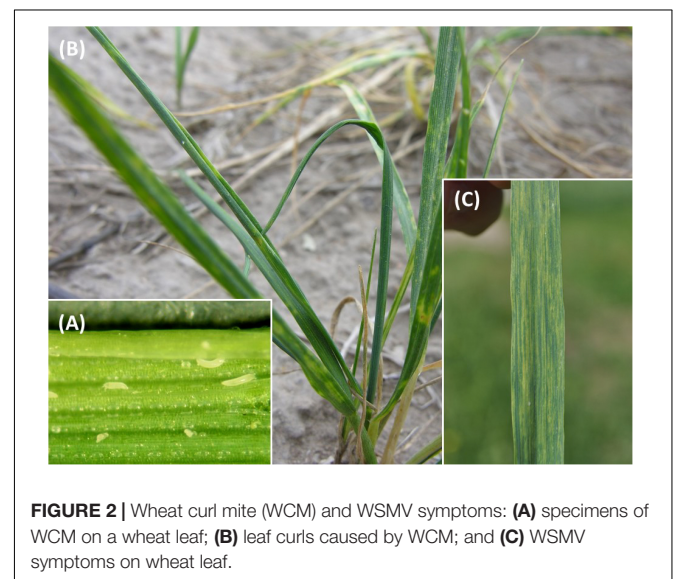 (B)
(C)
(A)
FIGURE 2 | Wheat curl mite (WCM) and WSMV symptoms: (A) specimens of
WCM on a wheat leaf; (B) leaf curls caused by WCM; and (C) WSMV
symptoms on wheat leaf.